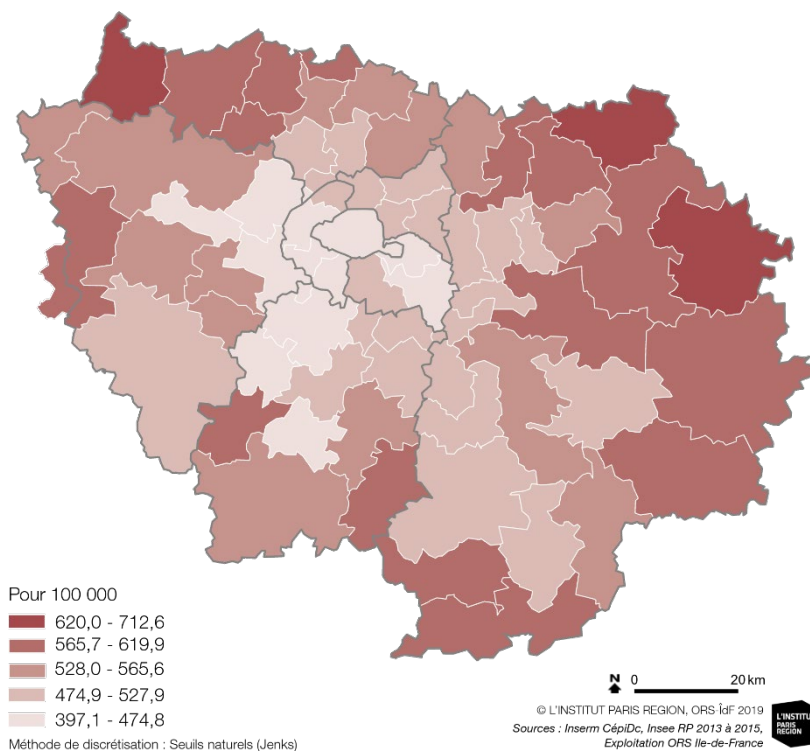 Pour 100 000
620,0 - 712,6
565,7 - 619,9
528,0 - 565,6
474,9 - 527,9
397,1 - 474,8
Méthode de discrétisation : Seuils naturels (Jenks)
N 0 20 km
© L'INSTITUT PARIS REGION, ORS ÎdF 2019
Sources : Inserm CépiDc, Insee RP 2013 à 2015,
Exploitation ORS Ile-de-France
L'INSTITUT
PARIS
REGION